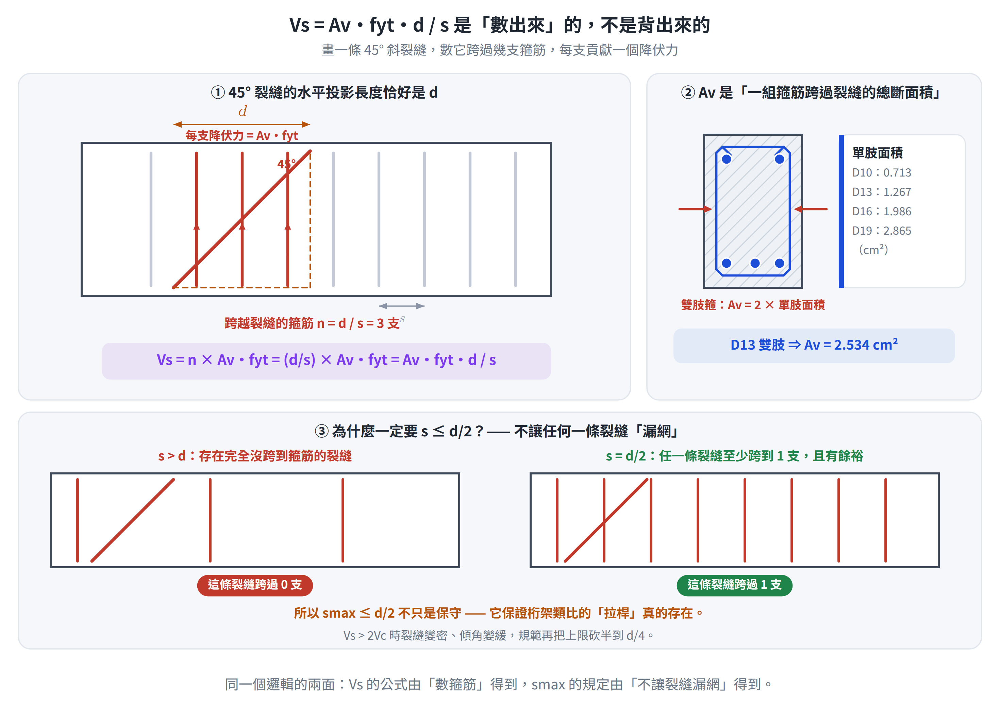 Vs = Av・fyt・d / s 是「數出來」的，不是背出來的
畫一條 45° 斜裂縫，數它跨過幾支箍筋，每支貢獻一個降伏力
① 45° 裂縫的水平投影長度恰好是 d
d
每支降伏力 = Av・fyt
45°
s
跨越裂縫的箍筋 n = d / s = 3 支
Vs = n × Av・fyt = (d/s) × Av・fyt = Av・fyt・d / s
② Av 是「一組箍筋跨過裂縫的總斷面積」
單肢面積
D10：0.713
D13：1.267
D16：1.986
D19：2.865
（cm²）
雙肢箍：Av = 2 × 單肢面積
D13 雙肢 ⇒ Av = 2.534 cm²
③ 為什麼一定要 s ≤ d/2？—— 不讓任何一條裂縫「漏網」
s > d：存在完全沒跨到箍筋的裂縫
這條裂縫跨過 0 支
s = d/2：任一條裂縫至少跨到 1 支，且有餘裕
這條裂縫跨過 1 支
所以 smax ≤ d/2 不只是保守 —— 它保證桁架類比的「拉桿」真的存在。
Vs > 2Vc 時裂縫變密、傾角變緩，規範再把上限砍半到 d/4。
同一個邏輯的兩面：Vs 的公式由「數箍筋」得到，smax 的規定由「不讓裂縫漏網」得到。